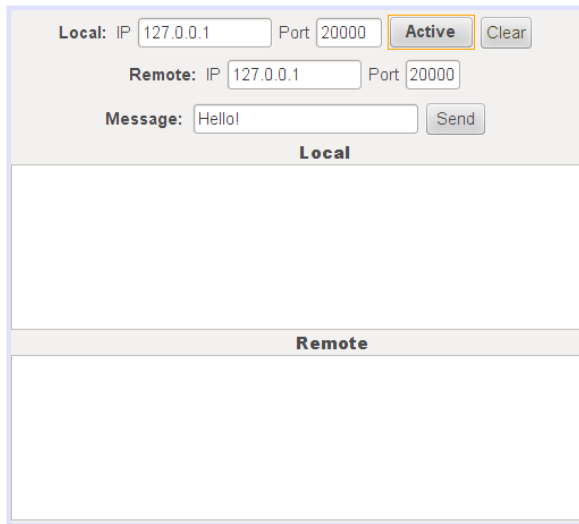 Local: IP 127.0.0.1 Port 20000 Active Clear
Remote: IP 127.0.0.1 Port 20000
Message: Hello! Send
Local
Remote